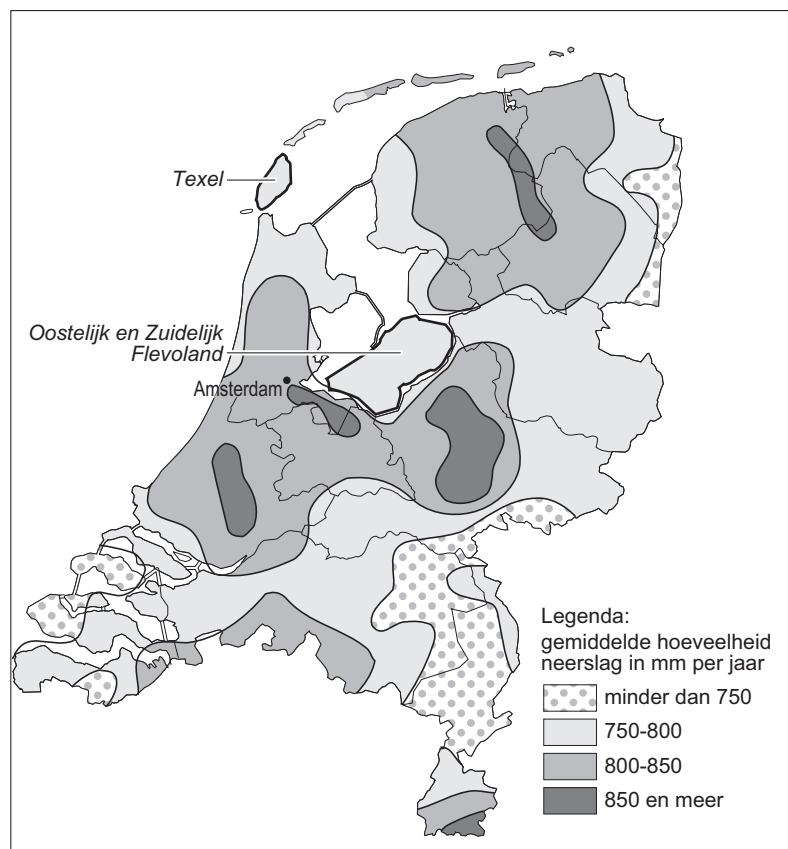 Texel
Oostelijk en Zuidelijk
Flevoland
Amsterdam
Legenda:
gemiddelde hoeveelheid
neerslag in mm per jaar
minder dan 750
750-800
800-850
850 en meer